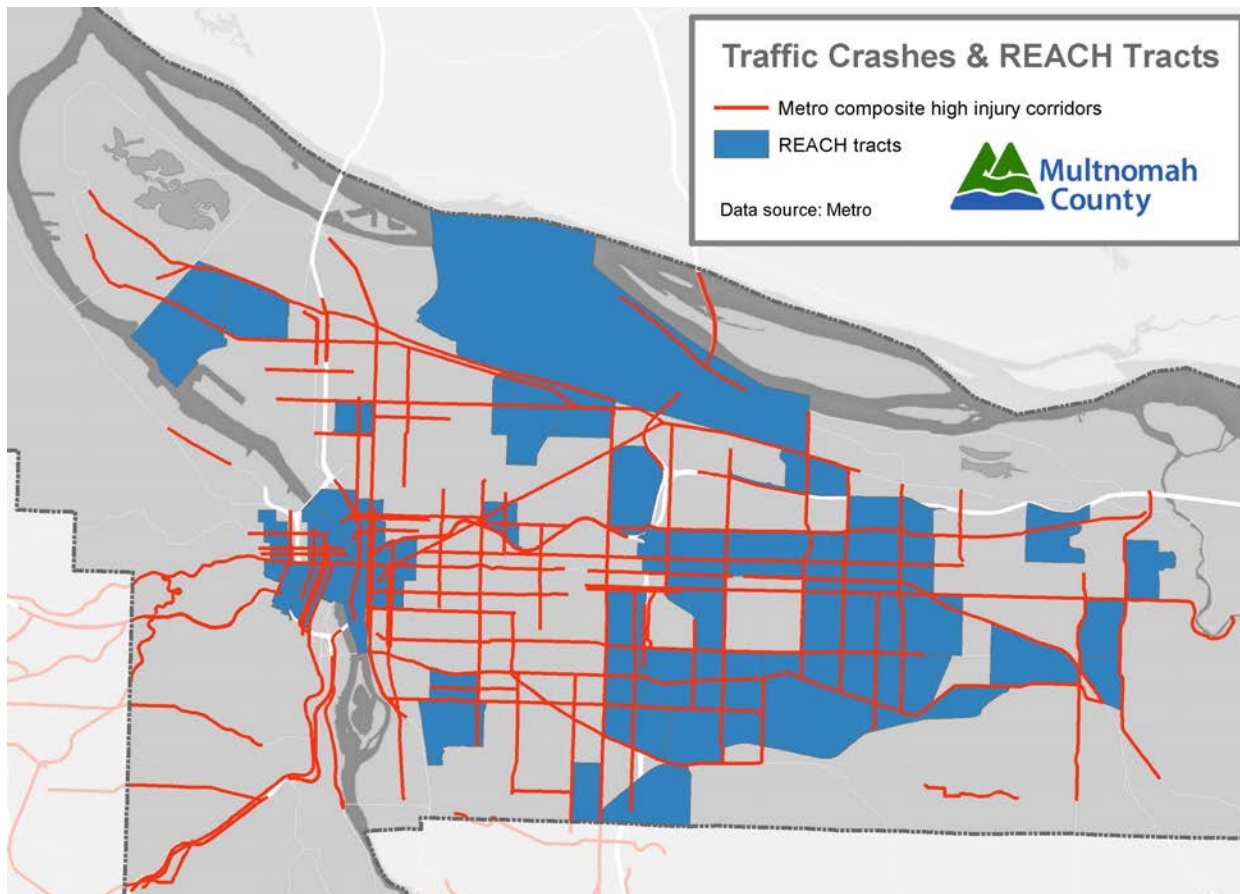 Traffic Crashes & REACH Tracts
Metro composite high injury corridors
REACH tracts
Multnomah
County
Data source: Metro